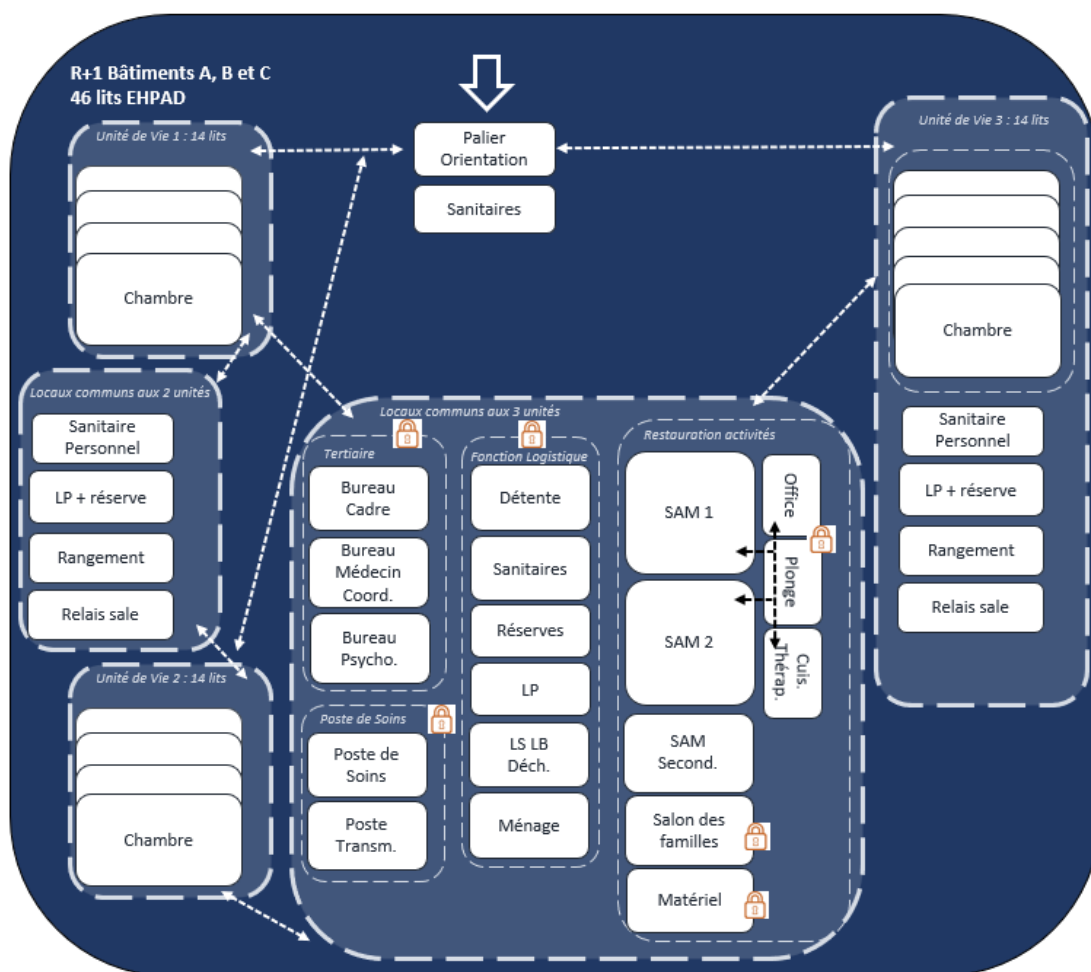 R+1 Bâtiments A, B et C
46 lits EHPAD
Unité de Vie 1 : 14 lits
Chambre
Palier
Orientation
Sanitaires
Unité de Vie 3 : 14 lits
Chambre
Sanitaire
Personnel
LP + réserve
Rangement
Relais sale
Locaux communs aux 2 unités
Sanitaire
Personnel
LP + réserve
Rangement
Relais sale
Unité de Vie 2 : 14 lits
Chambre
Locaux communs aux 3 unités
Tertiaire
Bureau
Cadre
Bureau
Médecin
Coord.
Bureau
Psycho.
Poste de Soins
Poste de
Soins
Poste
Transm.
Fonction Logistique
Détente
Sanitaires
Réserves
LP
LS LB
Déch.
Ménage
Restauration activités
SAM 1
SAM 2
SAM
Second.
Salon des
familles
Matériel
Office
Plonge
Cuis.
Thérap.